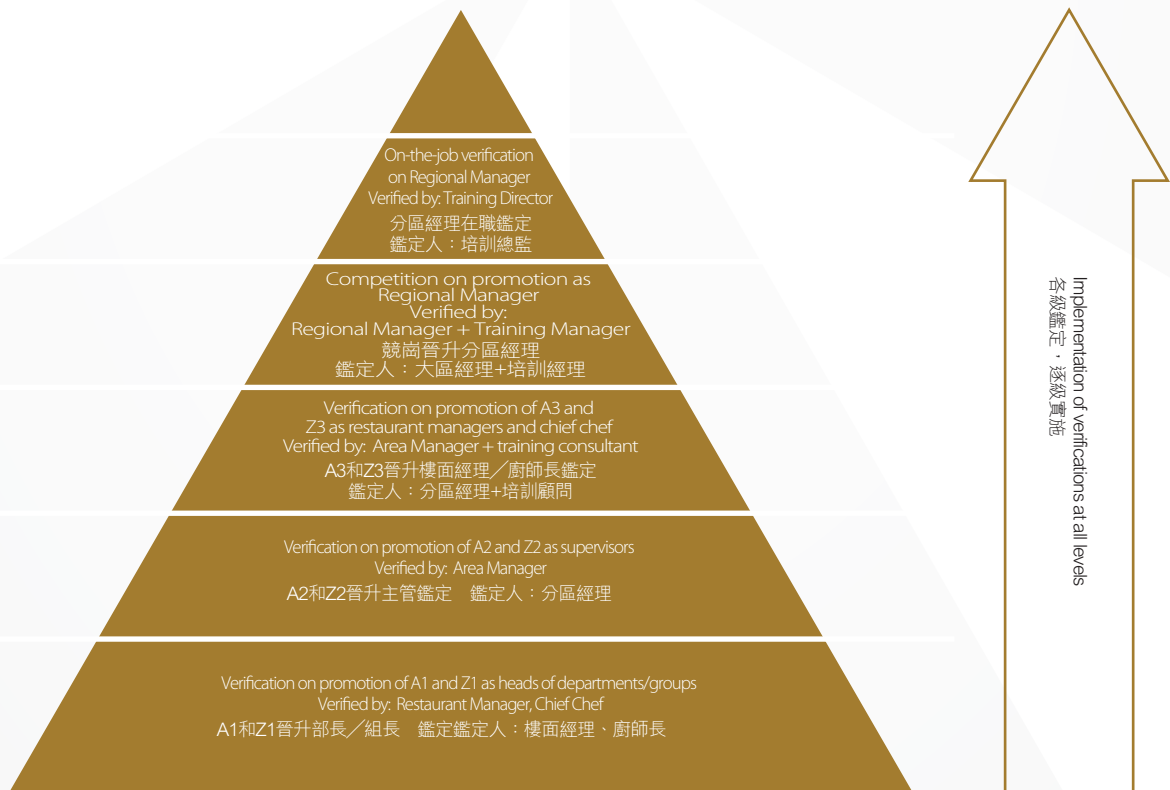 On-the-job verification
on Regional Manager
Verified by: Training Director
分區經理在職鑑定
鑑定人：培訓總監
Competition on promotion as
Regional Manager
Verified by:
Regional Manager + Training Manager
競崗晉升分區經理
鑑定人：大區經理+培訓經理
Verification on promotion of A3 and
Z3 as restaurant managers and chief chef
Verified by: Area Manager + training consultant
A3和Z3晉升樓面經理／廚師長鑑定
鑑定人：分區經理+培訓顧問
Verification on promotion of A2 and Z2 as supervisors
Verified by: Area Manager
A2和Z2晉升主管鑑定　鑑定人：分區經理
Verification on promotion of A1 and Z1 as heads of departments/groups
Verified by: Restaurant Manager, Chief Chef
A1和Z1晉升部長／組長　鑑定鑑定人：樓面經理、廚師長
Implementation of verifications at all levels
各級鑑定，逐級實施